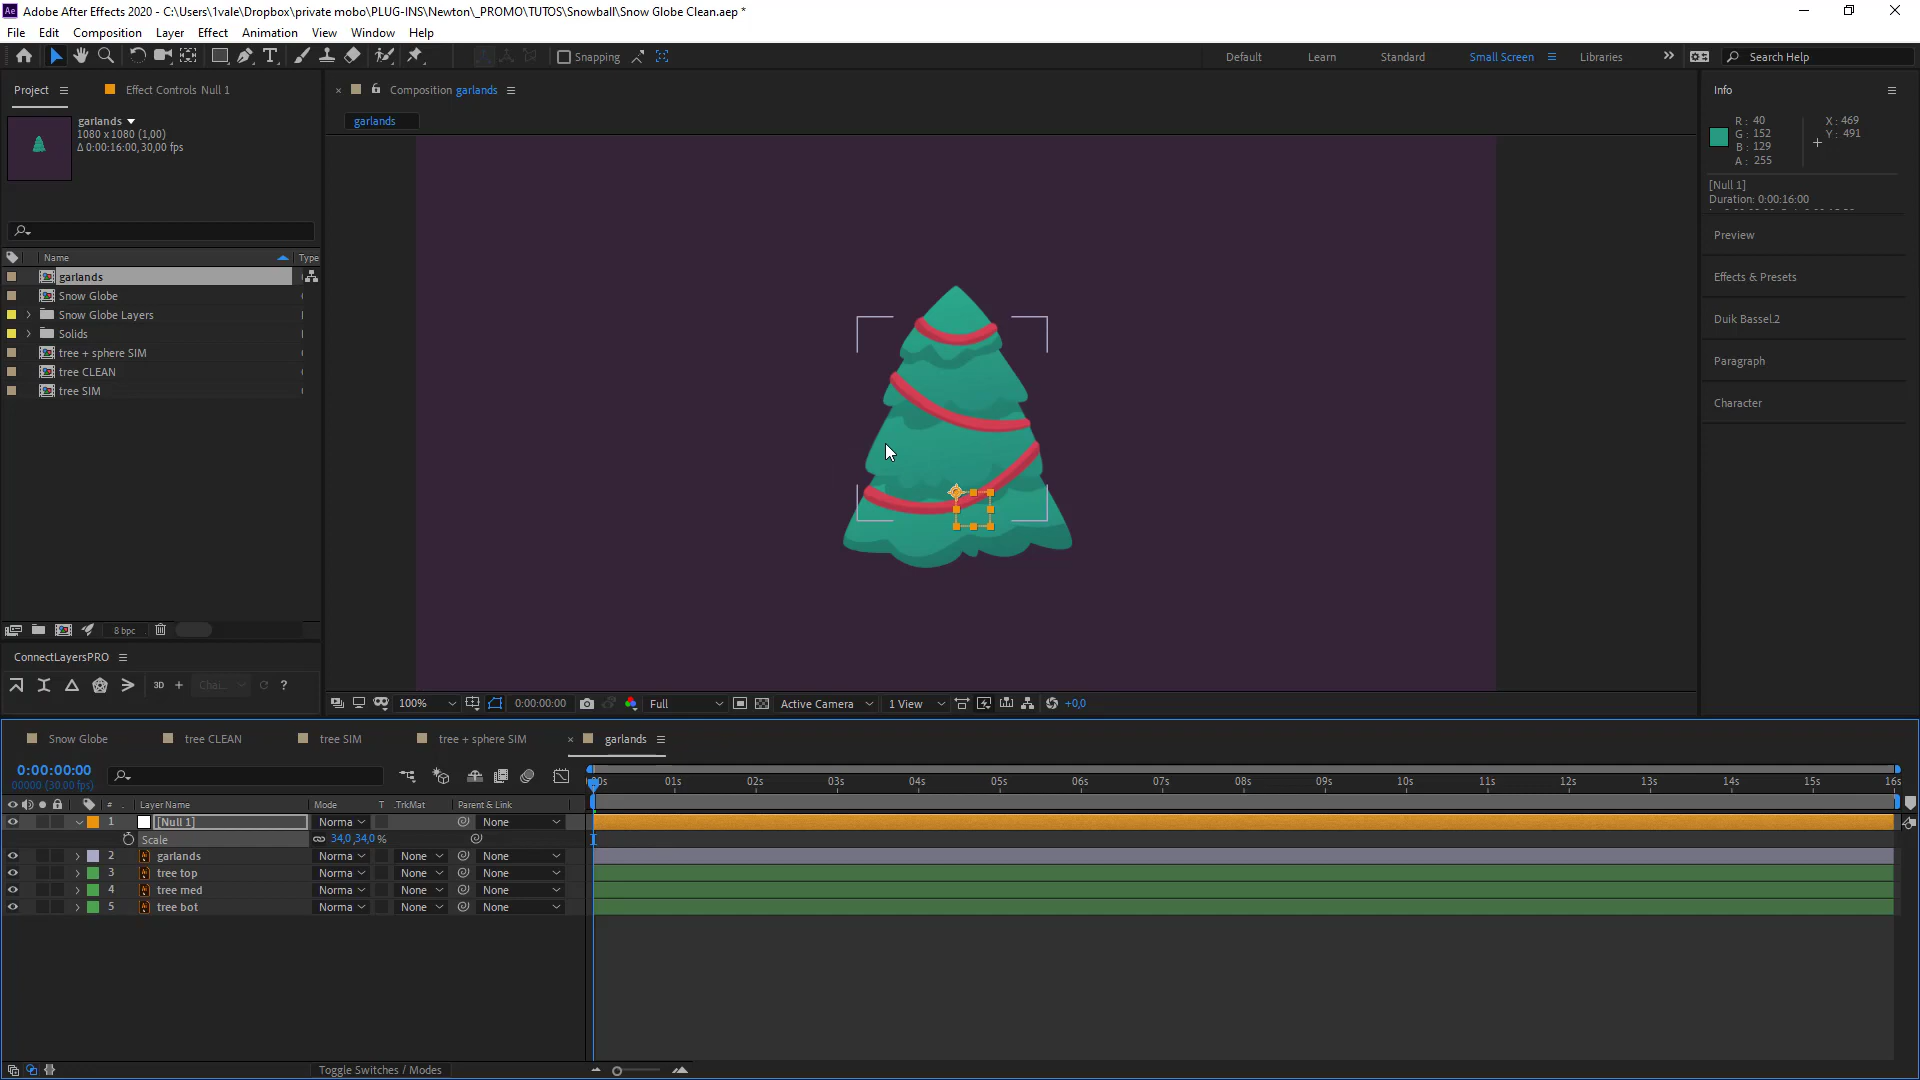 Adobe After Effects 2020 - C:\Users\1vale\Dropbox\private mobo\PLUG-INS\Newton\_PROMO\TUTOS\Snowball\Snow Globe Clean.aep *
File Edit Composition Layer Effect Animation View Window Help
Snapping
Default Learn Standard Small Screen Libraries Search Help
Project Effect Controls Null 1
Composition garlands
Info
garlands
1080 x 1080 (1,00)
Δ 0:00:16:00, 30,00 fps
garlands
R : 40
G : 152
B : 129
A : 255
X : 469
Y : 491
[Null 1]
Duration: 0:00:16:00
Preview
Effects & Presets
Duik Bassel.2
Paragraph
Character
Name Type
garlands
Snow Globe
Snow Globe Layers
Solids
tree + sphere SIM
tree CLEAN
tree SIM
8 bpc
ConnectLayersPRO
3D + Chai... ?
100% 0:00:00:00 Full Active Camera 1 View +0,0
Snow Globe tree CLEAN tree SIM tree + sphere SIM garlands
0:00:00:00
00000 (30.00 fps)
:00s 01s 02s 03s 04s 05s 06s 07s 08s 09s 10s 11s 12s 13s 14s 15s 16s
# Layer Name Mode T .TrkMat Parent & Link
1 [Null 1] Norma None
Scale 34,0,34,0 %
2 garlands Norma None None
3 tree top Norma None None
4 tree med Norma None None
5 tree bot Norma None None
Toggle Switches / Modes